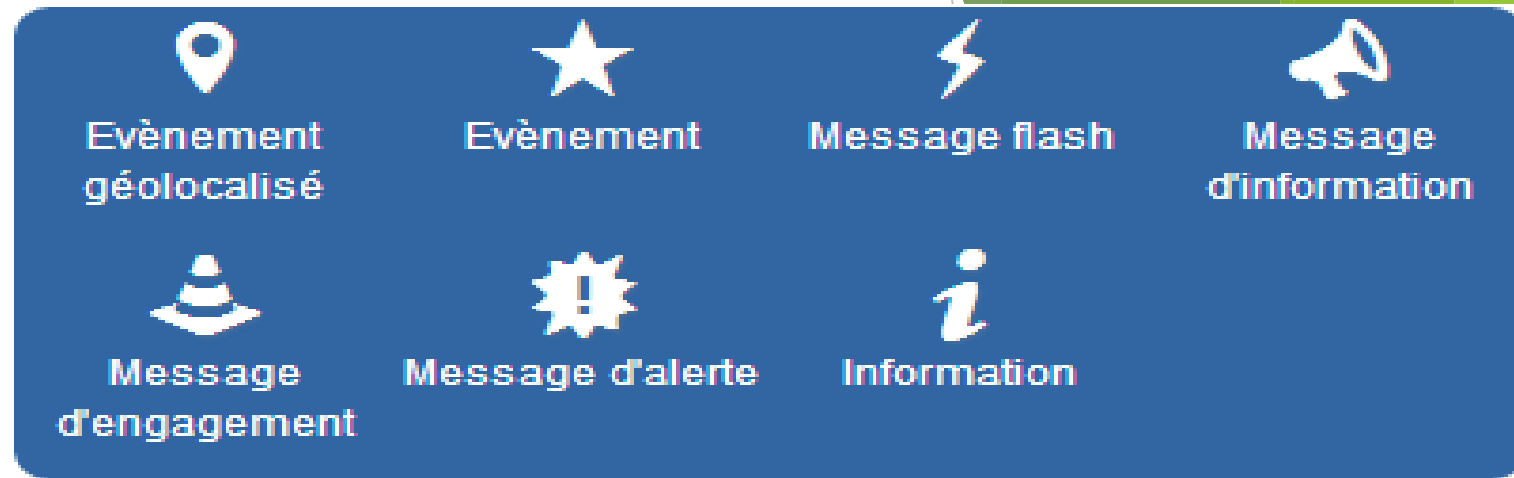 Evènement
géolocalisé
Evènement
Message flash
Message
d'information
Message
d'engagement
Message d'alerte
Information